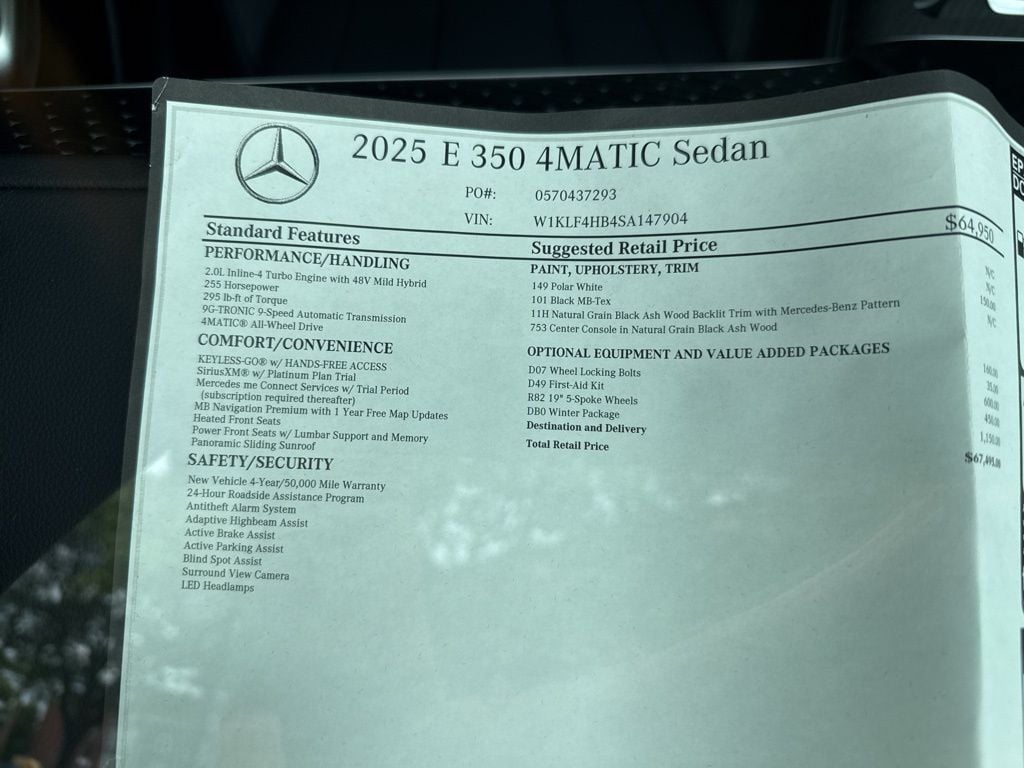 2025 E 350 4MATIC Sedan
PO#: 0570437293
VIN: W1KLF4HB4SA147904
Standard Features
PERFORMANCE/HANDLING
2.0L Inline-4 Turbo Engine with 48V Mild Hybrid
255 Horsepower
295 lb-ft of Torque
9G-TRONIC 9-Speed Automatic Transmission
4MATIC® All-Wheel Drive
COMFORT/CONVENIENCE
KEYLESS-GO® w/ HANDS-FREE ACCESS
SiriusXM® w/ Platinum Plan Trial
Mercedes me Connect Services w/ Trial Period
(subscription required thereafter)
MB Navigation Premium with 1 Year Free Map Updates
Heated Front Seats
Power Front Seats w/ Lumbar Support and Memory
Panoramic Sliding Sunroof
SAFETY/SECURITY
New Vehicle 4-Year/50,000 Mile Warranty
24-Hour Roadside Assistance Program
Antitheft Alarm System
Adaptive Highbeam Assist
Active Brake Assist
Active Parking Assist
Blind Spot Assist
Surround View Camera
LED Headlamps
Suggested Retail Price $64,950
PAINT, UPHOLSTERY, TRIM
149 Polar White N/C
101 Black MB-Tex N/C
11H Natural Grain Black Ash Wood Backlit Trim with Mercedes-Benz Pattern 150.00
753 Center Console in Natural Grain Black Ash Wood N/C
OPTIONAL EQUIPMENT AND VALUE ADDED PACKAGES
D07 Wheel Locking Bolts 160.00
D49 First-Aid Kit 35.00
R82 19" 5-Spoke Wheels 600.00
DB0 Winter Package 450.00
Destination and Delivery 1,150.00
Total Retail Price $67,495.00